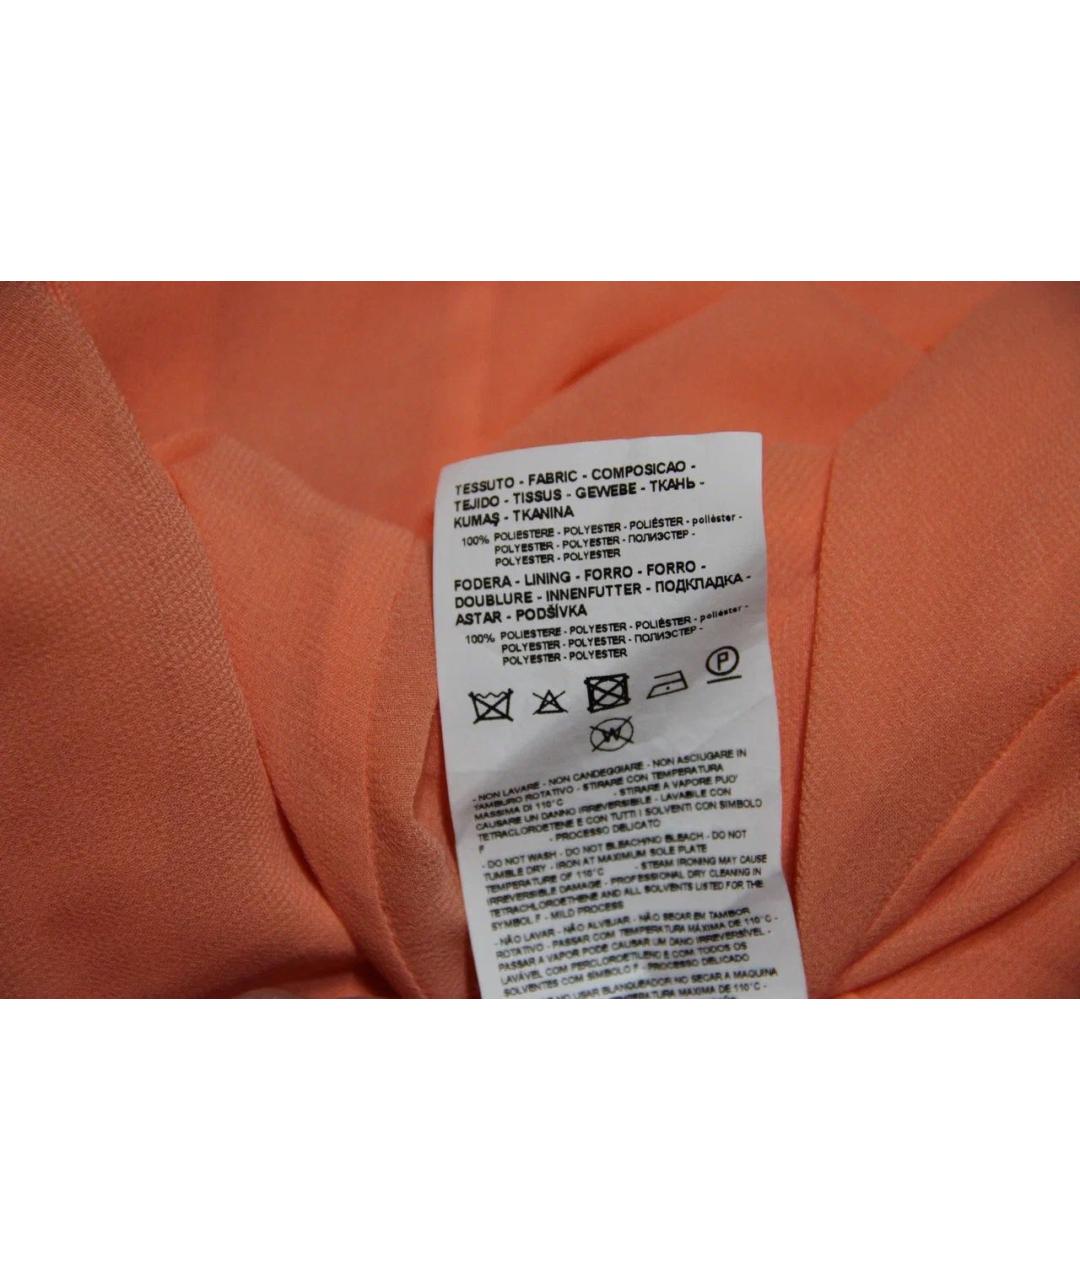 TESSUTO - FABRIC - COMPOSICAO -
TEJIDO - TISSUS - GEWEBE - ТКАНЬ -
KUMAŞ - TKANINA
100% POLIESTERE - POLYESTER - POLIÉSTER - poliéster -
POLYESTER - POLYESTER - ПОЛИЭСТЕР -
POLYESTER - POLYESTER
FODERA - LINING - FORRO - FORRO -
DOUBLURE - INNENFUTTER - ПОДКЛАДКА -
ASTAR - PODŠÍVKA
100% POLIESTERE - POLYESTER - POLIÉSTER - poliéster -
POLYESTER - POLYESTER - ПОЛИЭСТЕР -
POLYESTER - POLYESTER
P
W
- NON LAVARE - NON CANDEGGIARE - NON ASCIUGARE IN
TAMBURO ROTATIVO - STIRARE CON TEMPERATURA
MASSIMA DI 110°C - STIRARE A VAPORE PUO'
CAUSARE UN DANNO IRREVERSIBILE - LAVABILE CON
TETRACLOROETENE E CON TUTTI I SOLVENTI CON SIMBOLO
F - PROCESSO DELICATO
- DO NOT WASH - DO NOT BLEACH/NO BLEACH - DO NOT
TUMBLE DRY - IRON AT MAXIMUM SOLE PLATE
TEMPERATURE OF 110°C - STEAM IRONING MAY CAUSE
IRREVERSIBLE DAMAGE - PROFESSIONAL DRY CLEANING IN
TETRACHLOROETHENE AND ALL SOLVENTS LISTED FOR THE
SYMBOL F - MILD PROCESS
- NÃO LAVAR - NÃO ALVEJAR - NÃO SECAR EM TAMBOR
ROTATIVO - PASSAR COM TEMPERATURA MÁXIMA DE 110°C -
PASSAR A VAPOR PODE CAUSAR UM DANO IRREVERSÍVEL -
LAVÁVEL COM PERCLOROETILENO E COM TODOS OS
SOLVENTES COM SÍMBOLO F - PROCESSO DELICADO
NO USAR BLANQUEADOR NO SECAR A MAQUINA
TEMPERATURA MAXIMA DE 110°C -